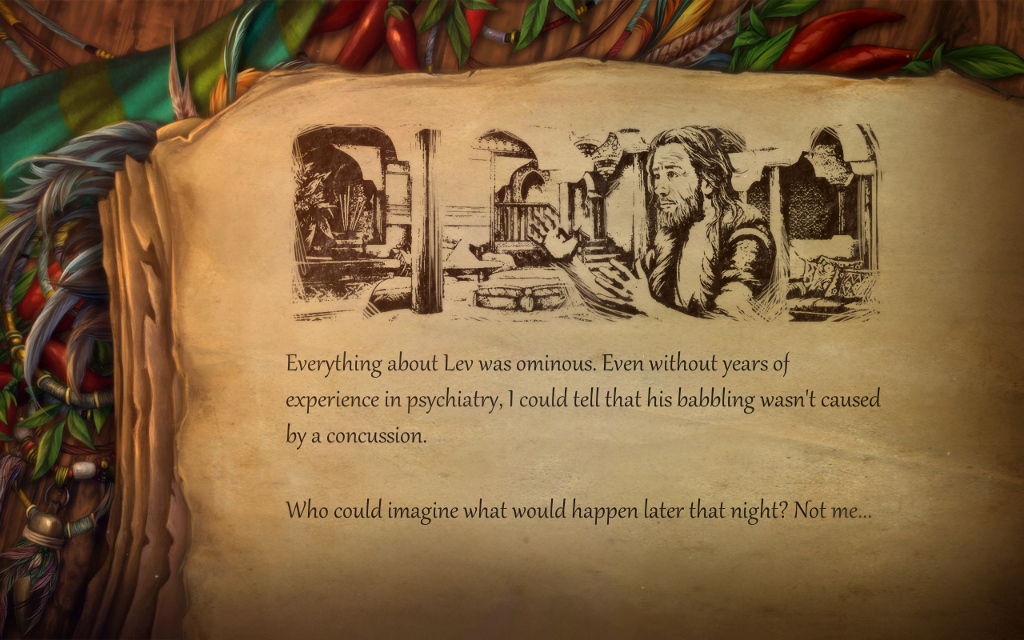 Everything about Lev was ominous. Even without years of
experience in psychiatry, I could tell that his babbling wasn't caused
by a concussion.
Who could imagine what would happen later that night? Not me...